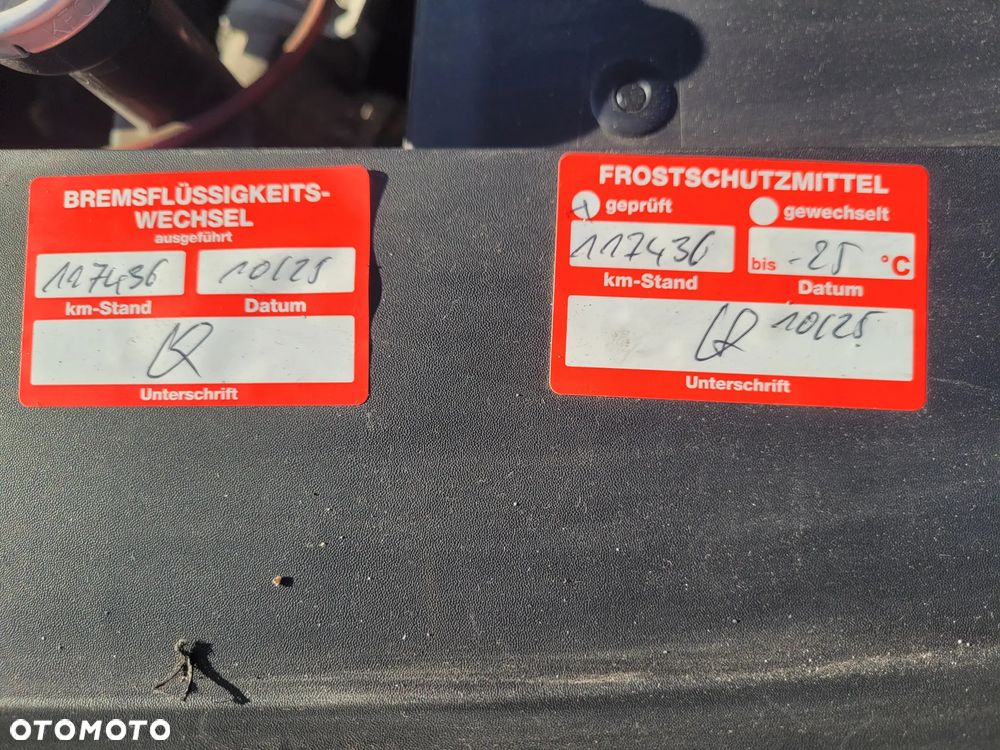 BREMSFLÜSSIGKEITS-
WECHSEL
ausgeführt
117436 10/25
km-Stand Datum
Unterschrift
FROSTSCHUTZMITTEL
geprüft gewechselt
117436 bis -25 °C
km-Stand Datum
10/25
Unterschrift
OTOMOTO